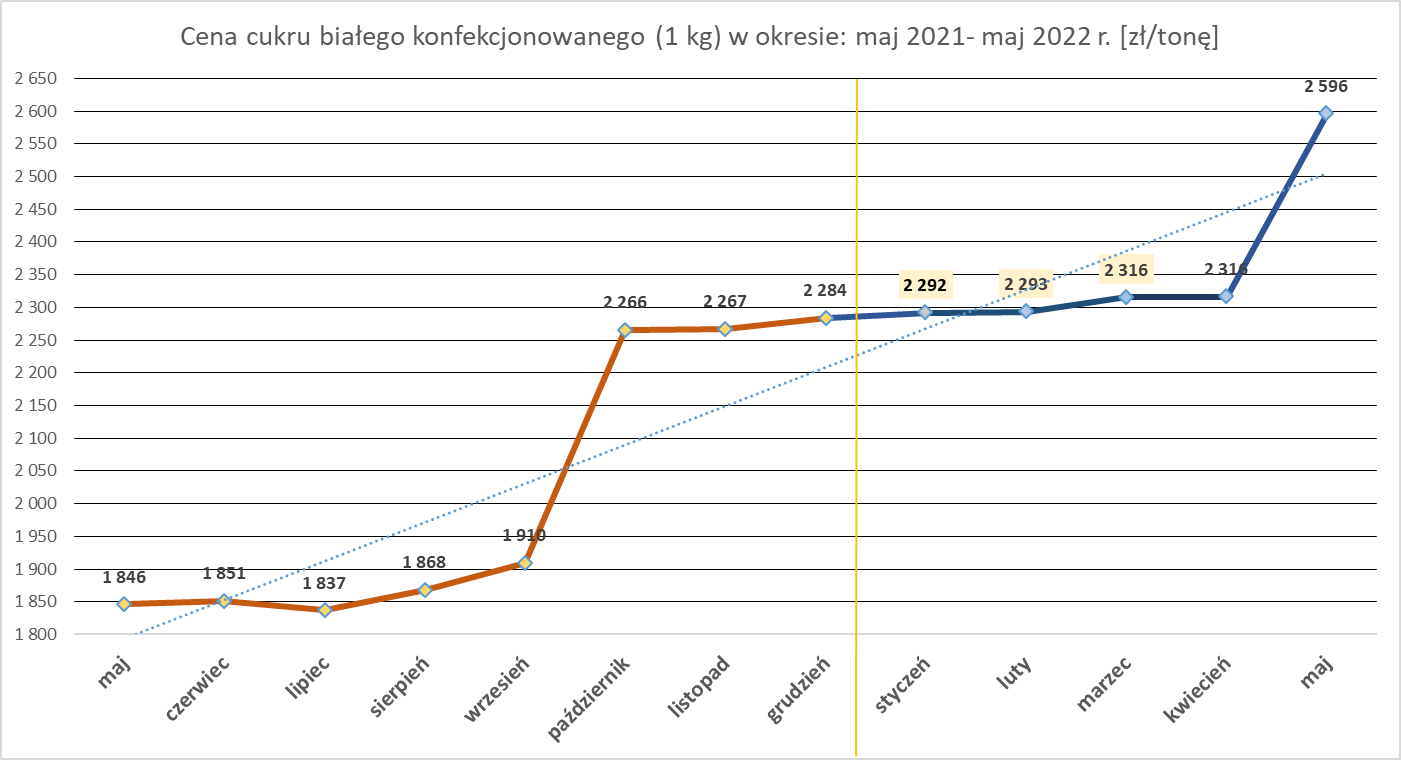 Cena cukru białego konfekcjonowanego (1 kg) w okresie: maj 2021- maj 2022 r. [zł/tonę]
2 650
2 600
2 550
2 500
2 450
2 400
2 350
2 300
2 250
2 200
2 150
2 100
2 050
2 000
1 950
1 900
1 850
1 800
1 846
1 851
1 837
1 868
1 910
2 266
2 267
2 284
2 292
2 293
2 316
2 316
2 596
maj
czerwiec
lipiec
sierpień
wrzesień
październik
listopad
grudzień
styczeń
luty
marzec
kwiecień
maj